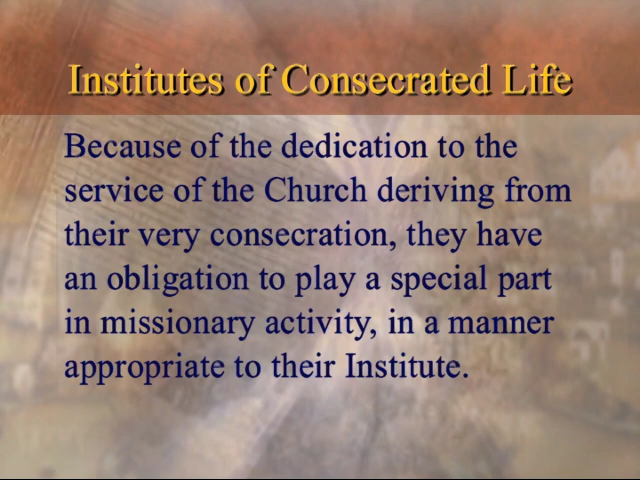 Institutes of Consecrated Life
Because of the dedication to the
service of the Church deriving from
their very consecration, they have
an obligation to play a special part
in missionary activity, in a manner
appropriate to their Institute.